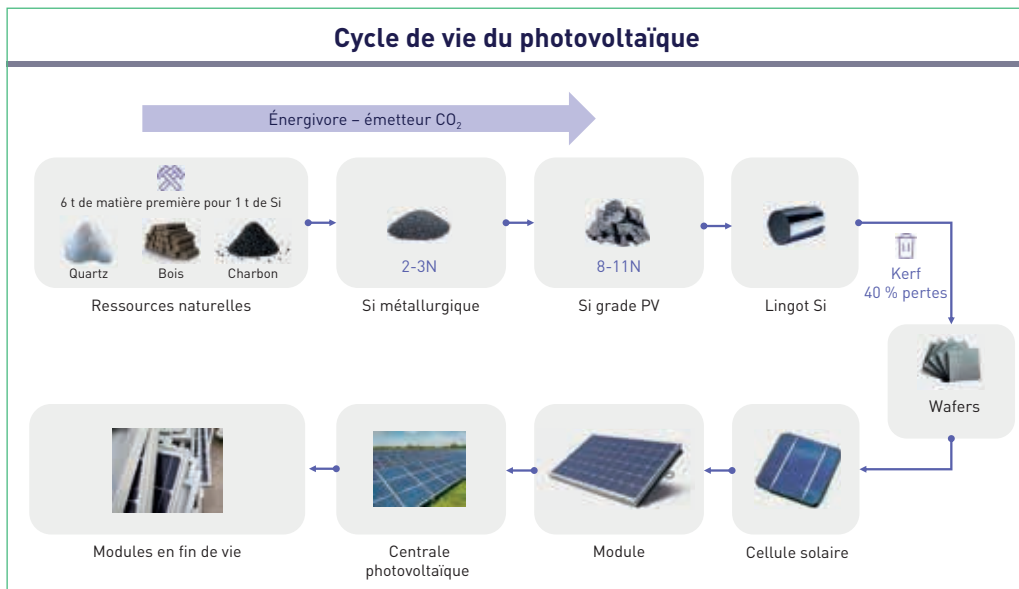 Cycle de vie du photovoltaïque
Énergivore – émetteur CO₂
6 t de matière première pour 1 t de Si
Quartz
Bois
Charbon
Ressources naturelles
2-3N
Si métallurgique
8-11N
Si grade PV
Lingot Si
Kerf
40 % pertes
Wafers
Modules en fin de vie
Centrale
photovoltaïque
Module
Cellule solaire